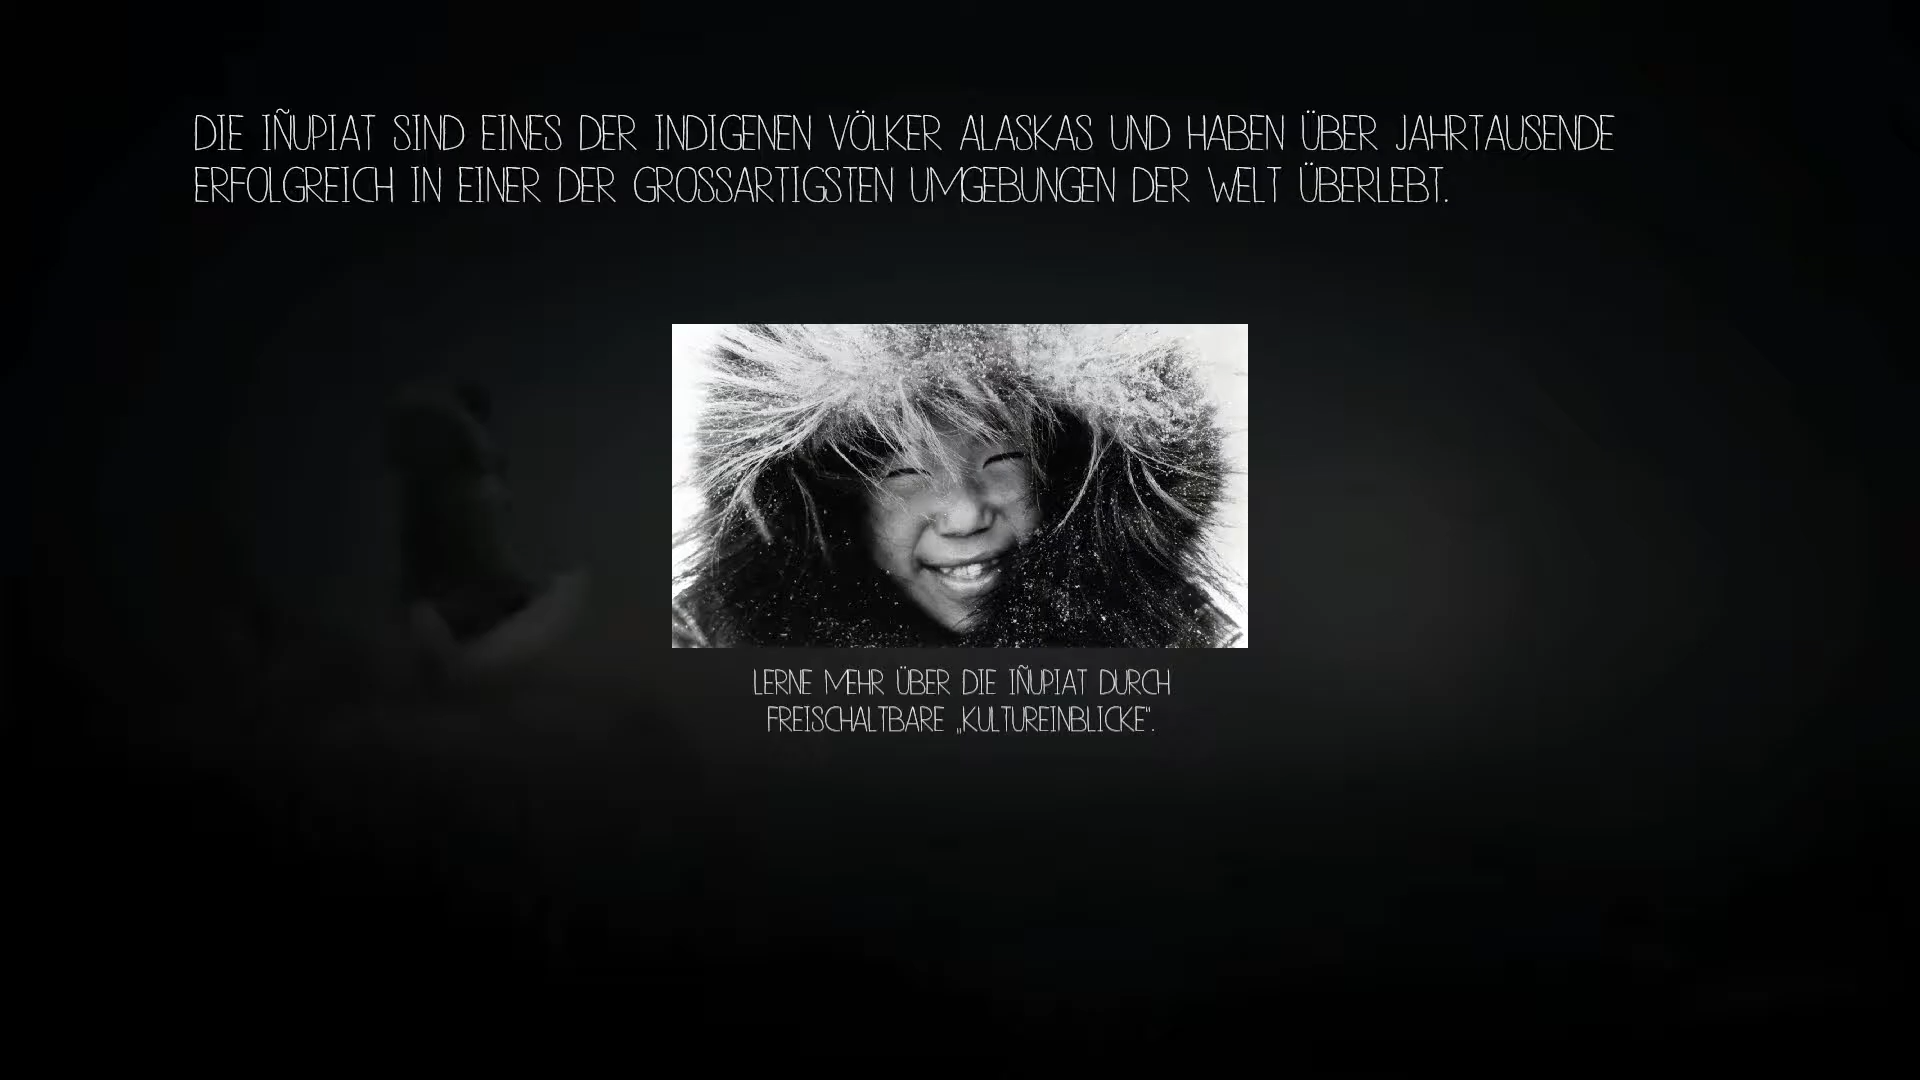 DIE IÑUPIAT SIND EINES DER INDIGENEN VÖLKER ALASKAS UND HABEN ÜBER JAHRTAUSENDE
ERFOLGREICH IN EINER DER GROSSARTIGSTEN UMGEBUNGEN DER WELT ÜBERLEBT.
LERNE MEHR ÜBER DIE IÑUPIAT DURCH
FREISCHALTBARE „KULTUREINBLICKE“.